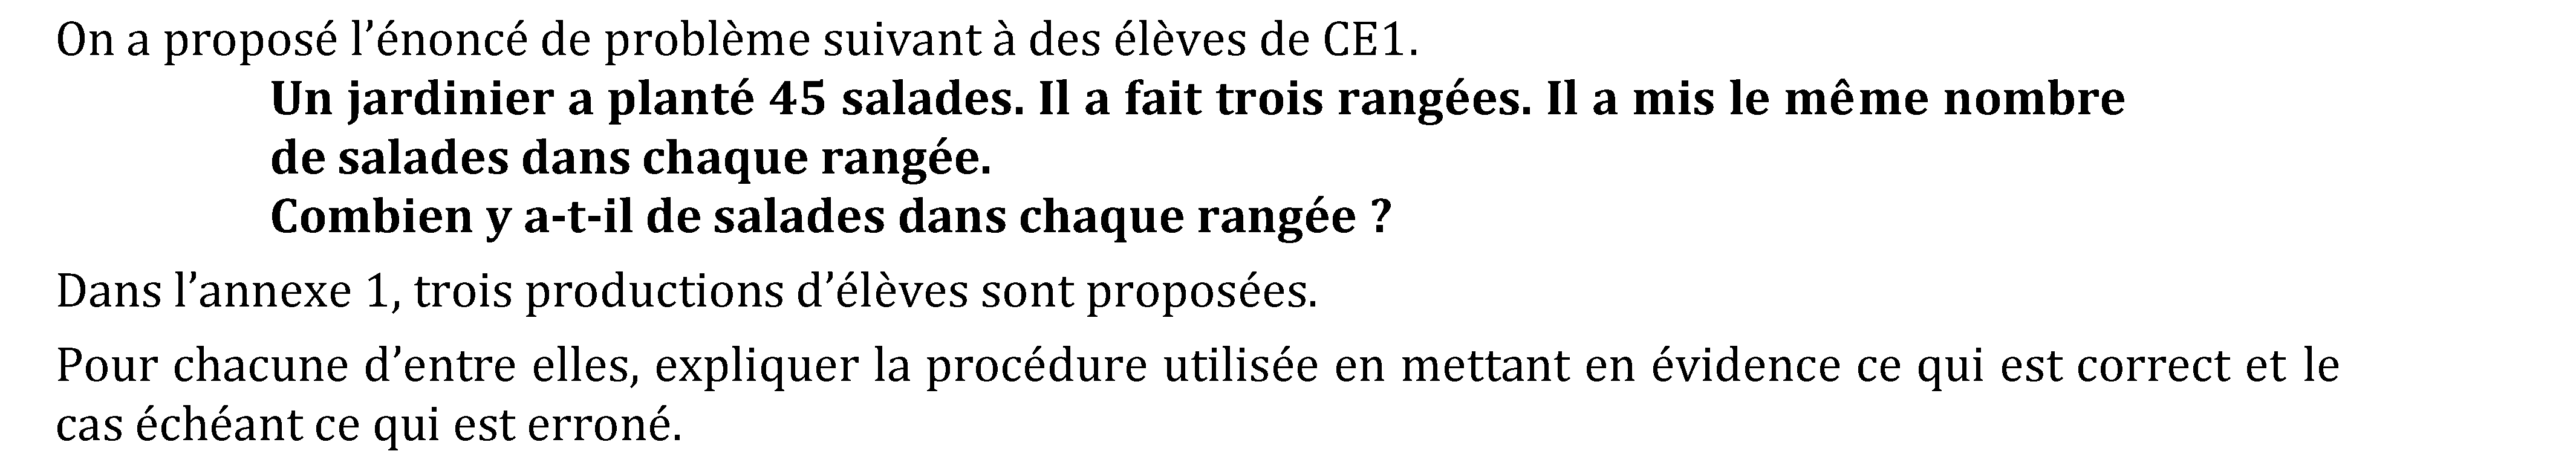 On a proposé l’énoncé de problème suivant à des élèves de CE1.
Un jardinier a planté 45 salades. Il a fait trois rangées. Il a mis le même nombre
de salades dans chaque rangée.
Combien y a-t-il de salades dans chaque rangée ?
Dans l’annexe 1, trois productions d’élèves sont proposées.
Pour chacune d’entre elles, expliquer la procédure utilisée en mettant en évidence ce qui est correct et le
cas échéant ce qui est erroné.